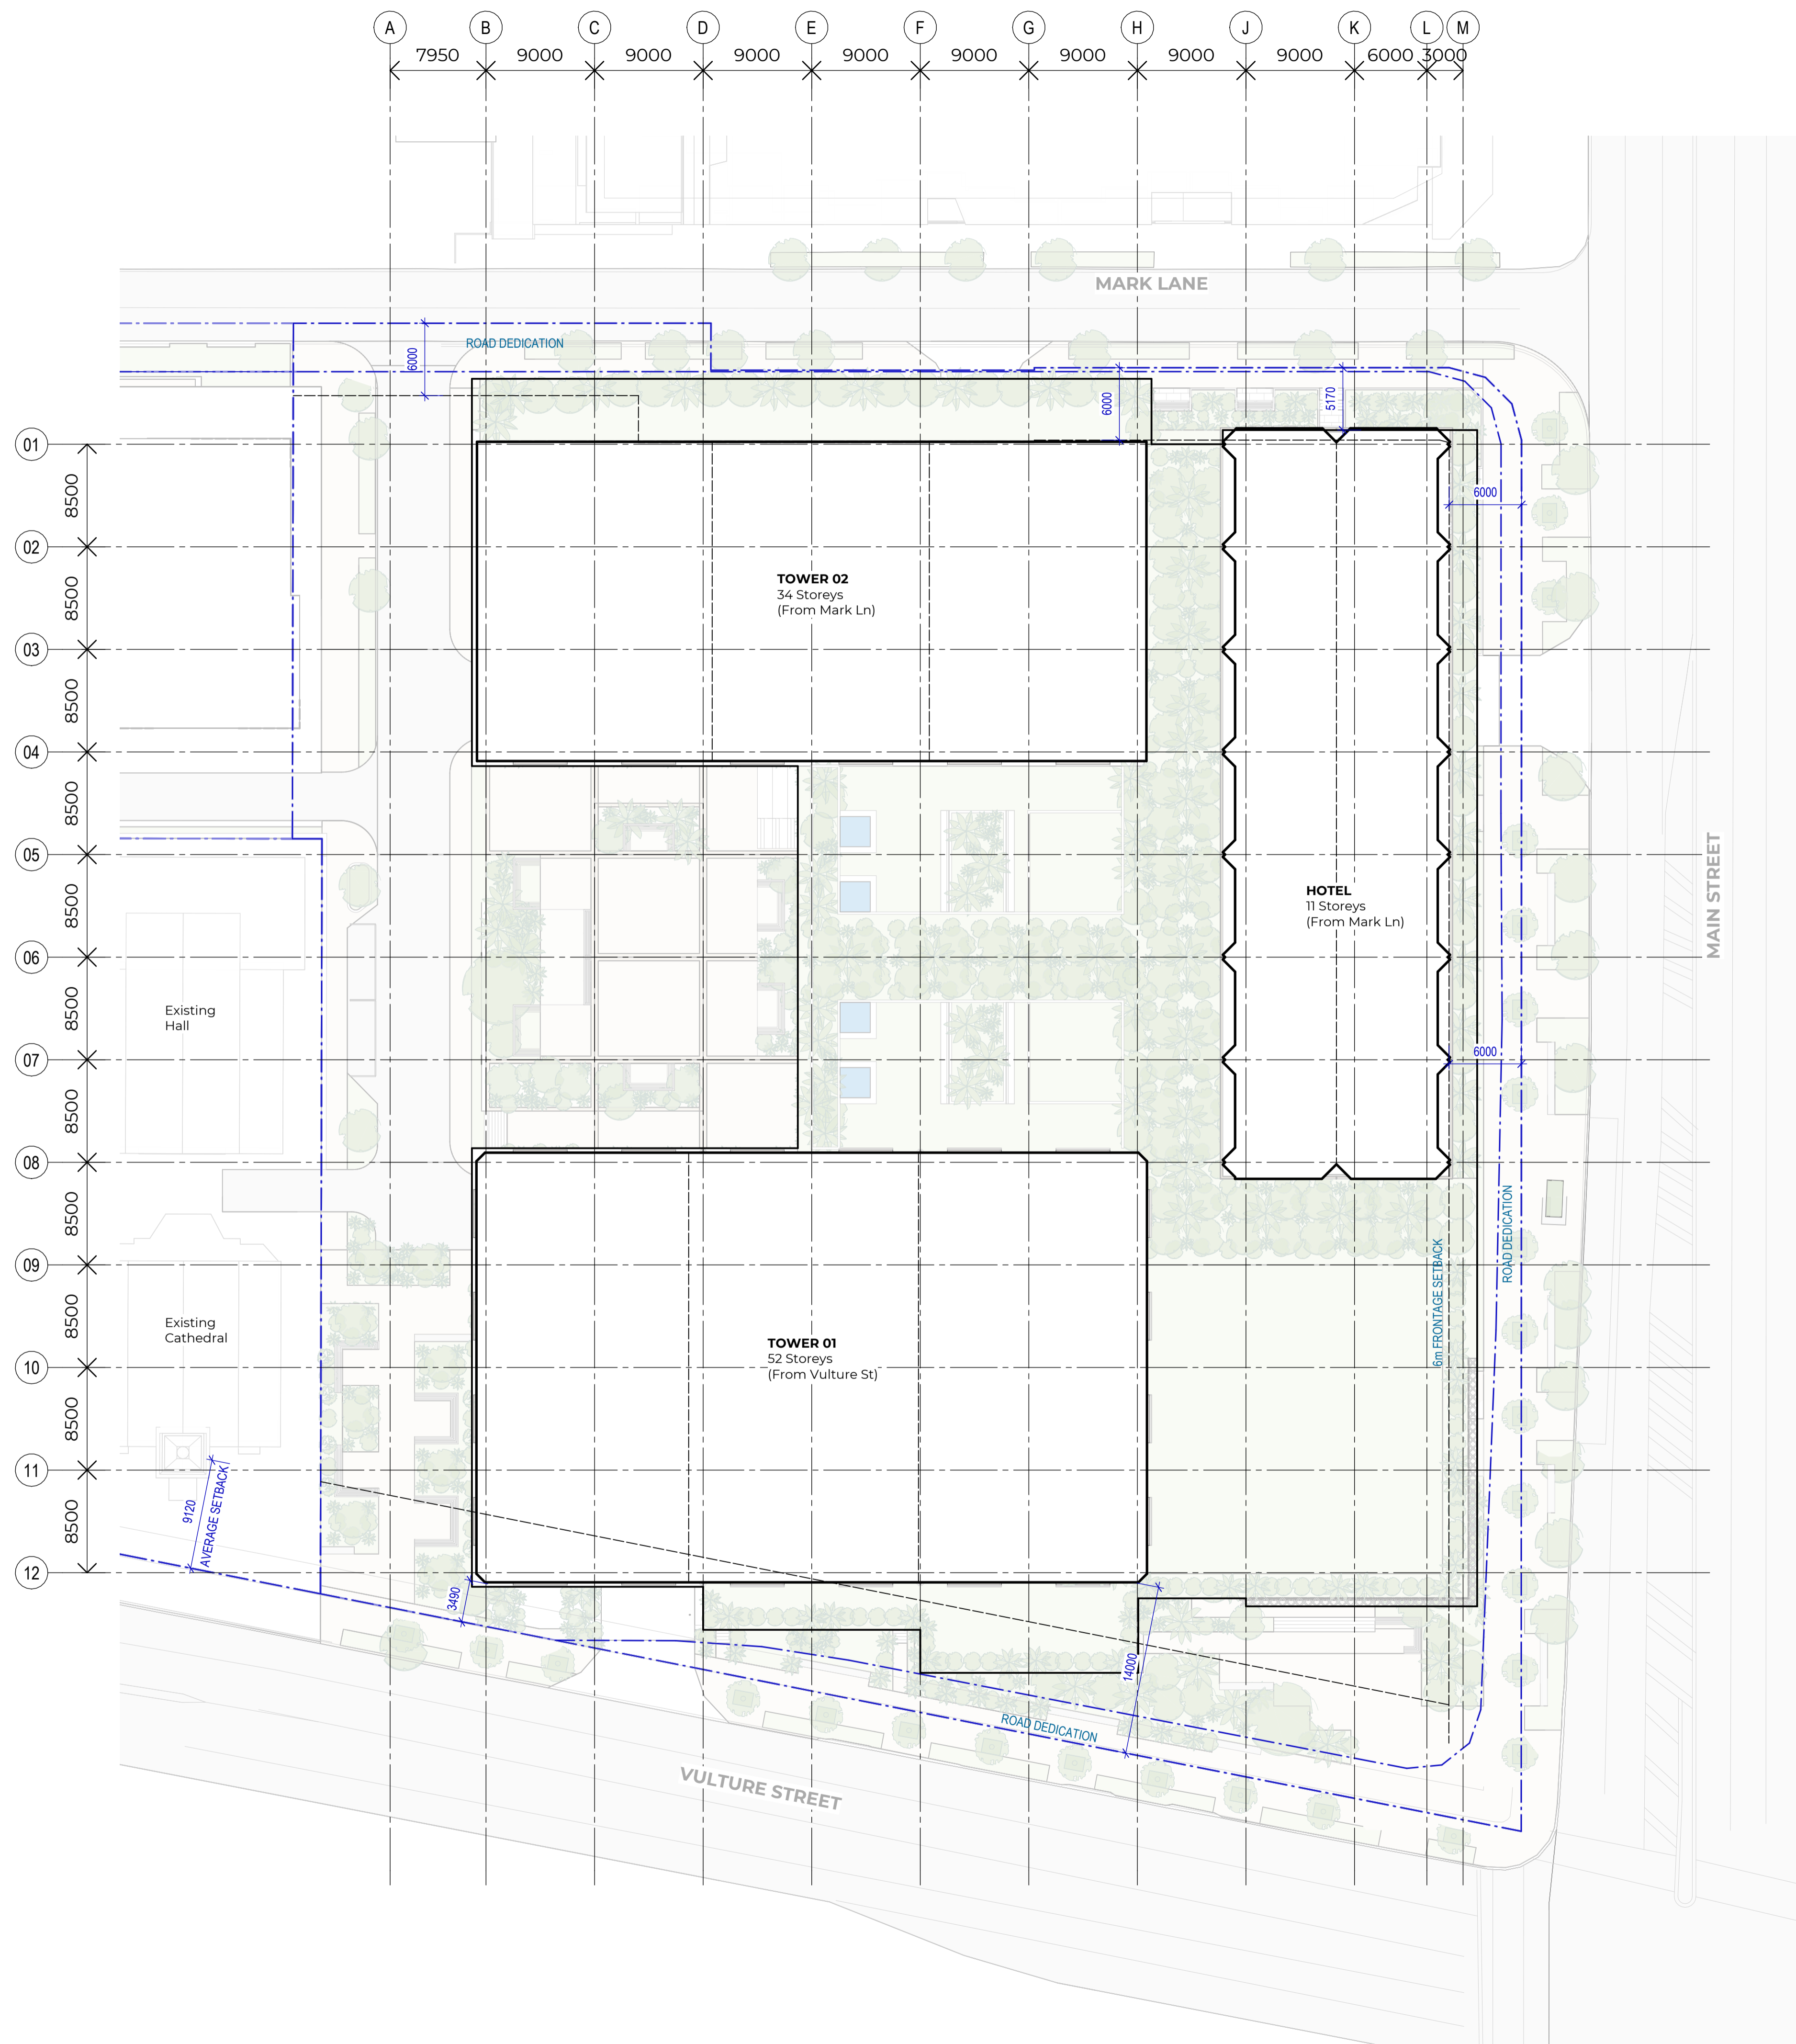 A B C D E F G H J K L M
7950 9000 9000 9000 9000 9000 9000 9000 9000 6000 3000
MARK LANE
ROAD DEDICATION
6000
6000
5170
01
8500
6000
02
TOWER 02
34 Storeys
(From Mark Ln)
8500
03
8500
04
8500
05
MAIN STREET
HOTEL
11 Storeys
(From Mark Ln)
8500
06
Existing
Hall
8500
6000
07
8500
08
ROAD DEDICATION
6m FRONTAGE SETBACK
8500
09
Existing
Cathedral
8500
TOWER 01
52 Storeys
(From Vulture St)
10
8500
11
9120
AVERAGE SETBACK
8500
12
3490
14000
ROAD DEDICATION
VULTURE STREET